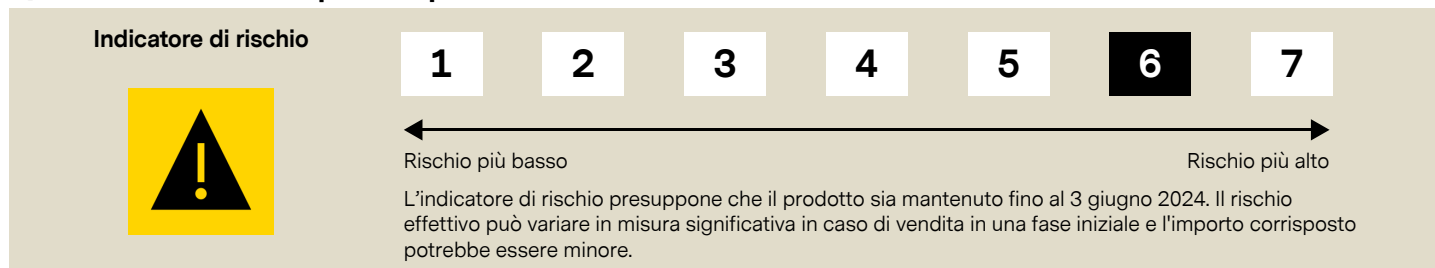 Indicatore di rischio
1 2 3 4 5 6 7
Rischio più basso Rischio più alto
L'indicatore di rischio presuppone che il prodotto sia mantenuto fino al 3 giugno 2024. Il rischio
effettivo può variare in misura significativa in caso di vendita in una fase iniziale e l'importo corrisposto
potrebbe essere minore.